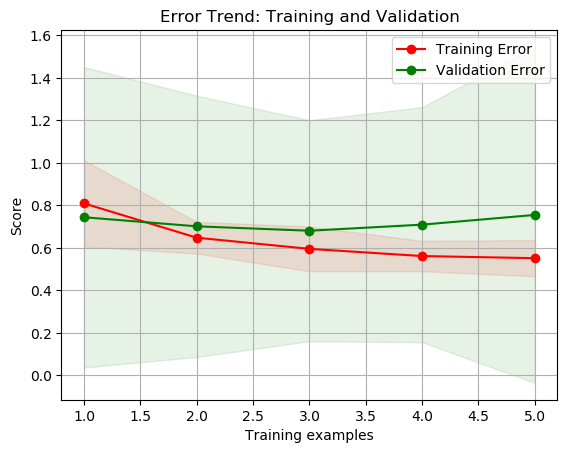 Error Trend: Training and Validation
Training Error
Validation Error
Score
1.6
1.4
1.2
1.0
0.8
0.6
0.4
0.2
0.0
1.0 1.5 2.0 2.5 3.0 3.5 4.0 4.5 5.0
Training examples